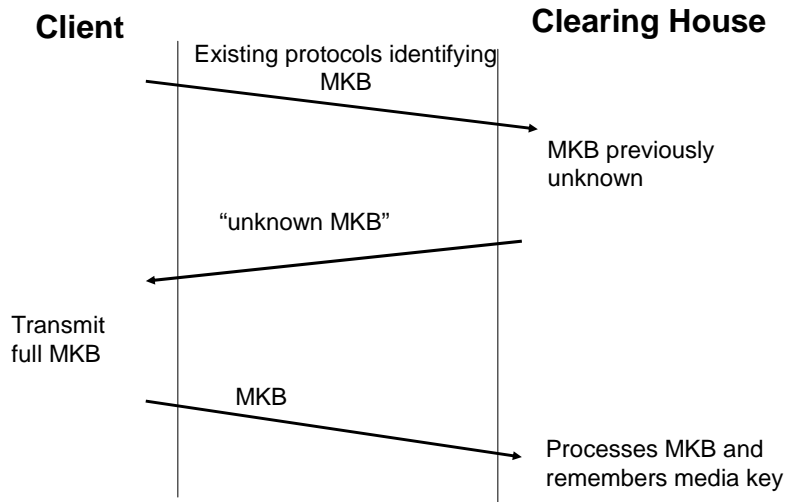 Client
Clearing House
Existing protocols identifying
MKB
MKB previously
unknown
“unknown MKB”
Transmit
full MKB
MKB
Processes MKB and
remembers media key